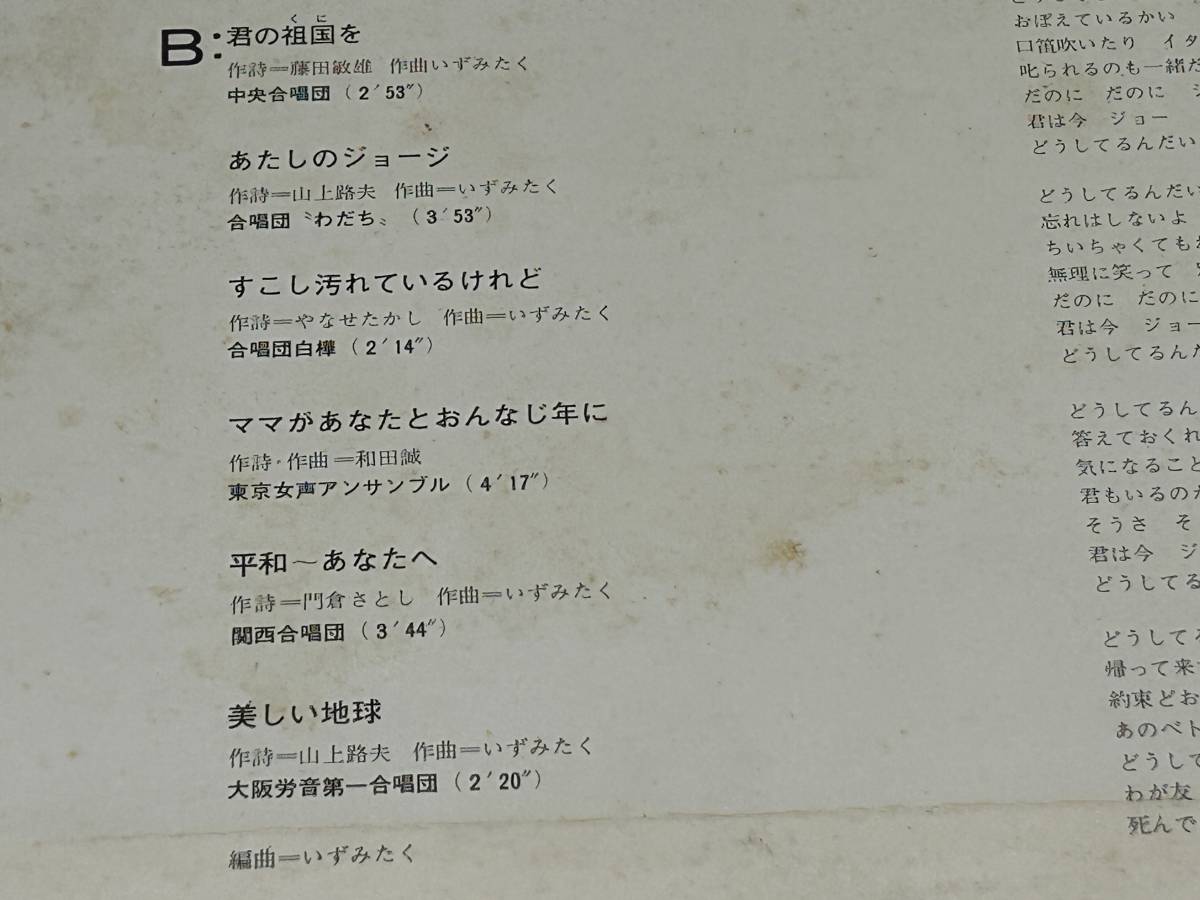 B:君の祖国を
くに
作詩=藤田敏雄 作曲いずみたく
中央合唱団(2′53″)
あたしのジョージ
作詩=山上路夫 作曲=いずみたく
合唱団〝わだち〟(3′53″)
すこし汚れているけれど
作詩=やなせたかし 作曲=いずみたく
合唱団白樺(2′14″)
ママがあなたとおんなじ年に
作詩・作曲=和田誠
東京女声アンサンブル(4′17″)
平和～あなたへ
作詩=門倉さとし 作曲=いずみたく
関西合唱団(3′44″)
美しい地球
作詩=山上路夫 作曲=いずみたく
大阪労音第一合唱団(2′20″)
編曲=いずみたく
おぼえているかい
口笛吹いたり イタ
叱られるのも一緒だ
だのに だのに
君は今 ジョー
どうしてるんだい
どうしてるんだい
忘れはしないよ
ちいちゃくても
無理に笑って
だのに だのに
君は今 ジョー
どうしてるんだ
どうしてるん
答えておくれ
気になること
君もいるのか
そうさ そ
君は今 ジ
どうしてる
どうしてる
帰って来
約束どお
あのベト
どうして
わが友
死んで